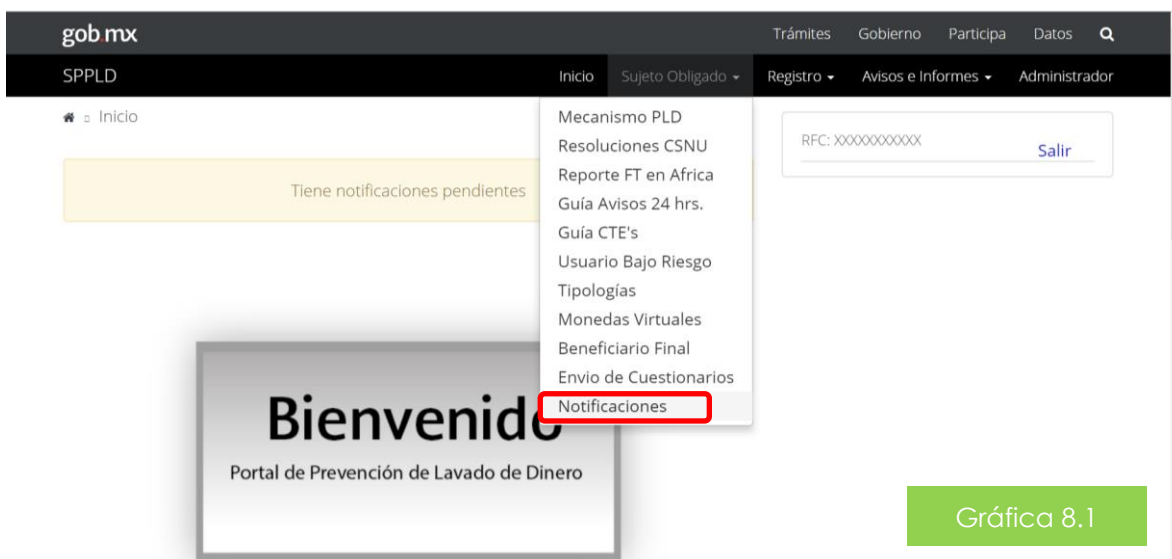 gob.mx
Trámites Gobierno Participa Datos
SPPLD
Inicio Sujeto Obligado Registro Avisos e Informes Administrador
Inicio
Mecanismo PLD
Resoluciones CSNU
Reporte FT en Africa
Guía Avisos 24 hrs.
Guía CTE's
Usuario Bajo Riesgo
Tipologías
Monedas Virtuales
Beneficiario Final
Envio de Cuestionarios
Notificaciones
RFC: XXXXXXXXXXX
Salir
Tiene notificaciones pendientes
Bienvenido
Portal de Prevención de Lavado de Dinero
Gráfica 8.1